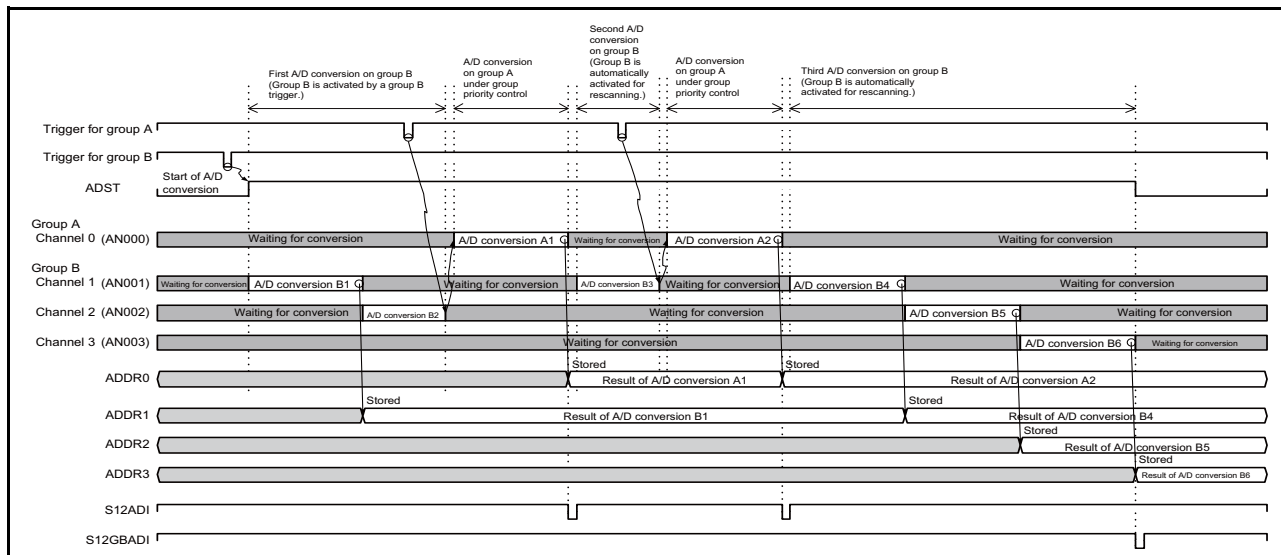 First A/D conversion on group B
(Group B is activated by a group B
trigger.)
A/D conversion
on group A
under group
priority control
Second A/D
conversion
on group B
(Group B is
automatically
activated for
rescanning.)
A/D conversion
on group A
under group
priority control
Third A/D conversion on group B
(Group B is automatically
activated for rescanning.)
Trigger for group A
Trigger for group B
Start of A/D
conversion
ADST
Group A
Channel 0 (AN000)
Waiting for conversion
A/D conversion A1
Waiting for conversion
A/D conversion A2
Waiting for conversion
Group B
Channel 1 (AN001)
Waiting for conversion
A/D conversion B1
Waiting for conversion
A/D conversion B3
Waiting for conversion
A/D conversion B4
Waiting for conversion
Channel 2 (AN002)
Waiting for conversion
A/D conversion B2
Waiting for conversion
A/D conversion B5
Waiting for conversion
Channel 3 (AN003)
Waiting for conversion
A/D conversion B6
Waiting for conversion
ADDR0
Stored
Result of A/D conversion A1
Stored
Result of A/D conversion A2
ADDR1
Stored
Result of A/D conversion B1
Stored
Result of A/D conversion B4
ADDR2
Stored
Result of A/D conversion B5
ADDR3
Stored
Result of A/D conversion B6
S12ADI
S12GBADI